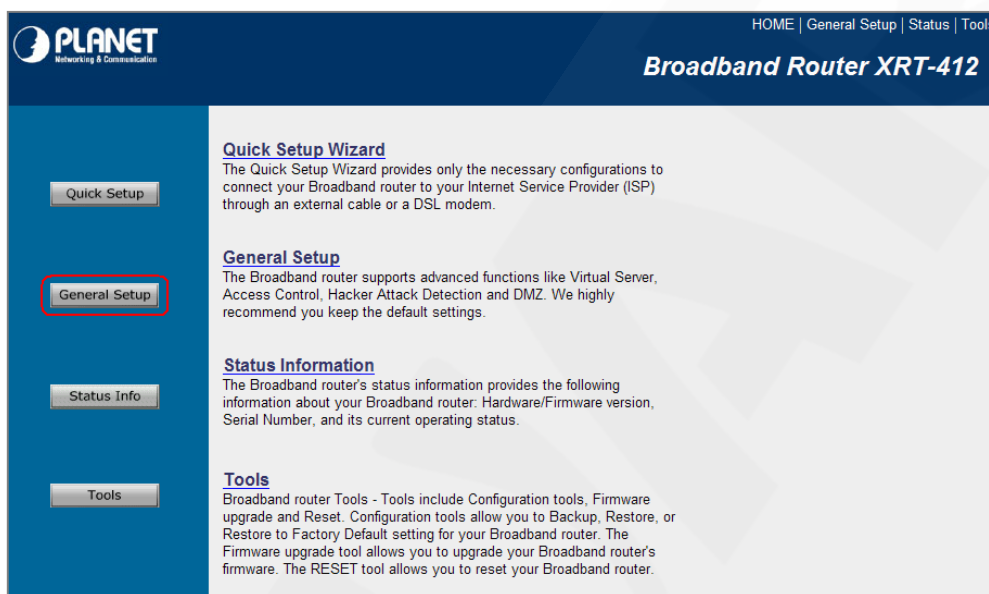 PLANET
Networking & Communication
HOME | General Setup | Status | Tools
Broadband Router XRT-412
Quick Setup
General Setup
Status Info
Tools
Quick Setup Wizard
The Quick Setup Wizard provides only the necessary configurations to
connect your Broadband router to your Internet Service Provider (ISP)
through an external cable or a DSL modem.
General Setup
The Broadband router supports advanced functions like Virtual Server,
Access Control, Hacker Attack Detection and DMZ. We highly
recommend you keep the default settings.
Status Information
The Broadband router's status information provides the following
information about your Broadband router: Hardware/Firmware version,
Serial Number, and its current operating status.
Tools
Broadband router Tools - Tools include Configuration tools, Firmware
upgrade and Reset. Configuration tools allow you to Backup, Restore, or
Restore to Factory Default setting for your Broadband router. The
Firmware upgrade tool allows you to upgrade your Broadband router's
firmware. The RESET tool allows you to reset your Broadband router.